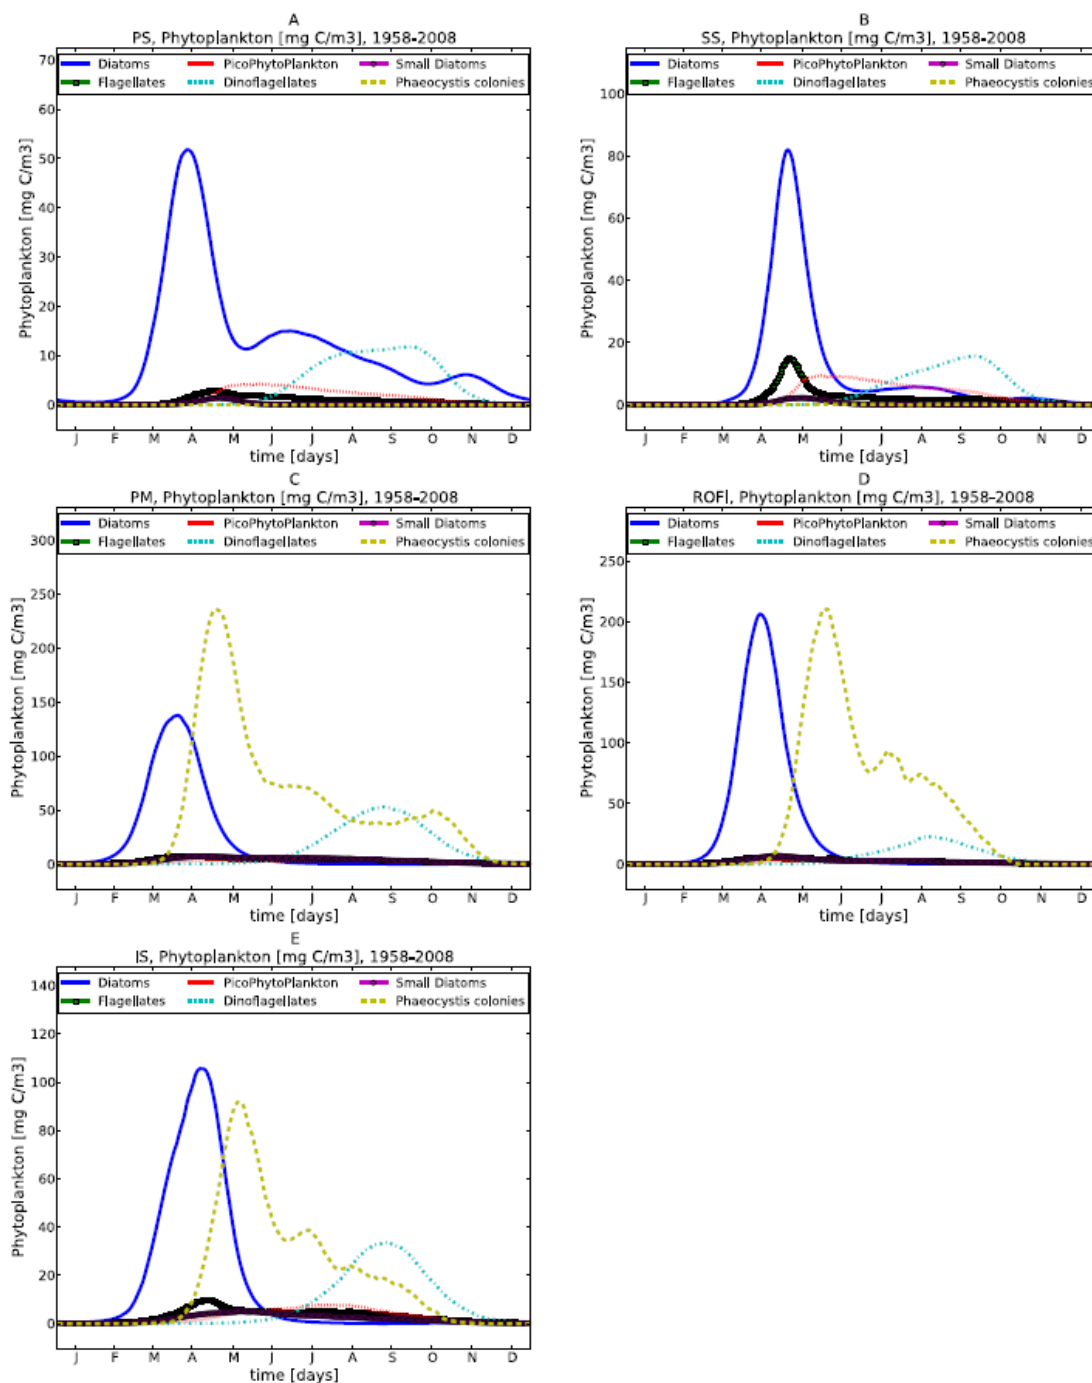 A
PS, Phytoplankton [mg C/m3], 1958-2008
Diatoms PicoPhytoPlankton Small Diatoms
Flagellates Dinoflagellates Phaeocystis colonies
70
60
50
40
30
20
10
0
Phytoplankton [mg C/m3]
J F M A M J J A S O N D
time [days]
B
SS, Phytoplankton [mg C/m3], 1958-2008
Diatoms PicoPhytoPlankton Small Diatoms
Flagellates Dinoflagellates Phaeocystis colonies
100
80
60
40
20
0
Phytoplankton [mg C/m3]
J F M A M J J A S O N D
time [days]
C
PM, Phytoplankton [mg C/m3], 1958-2008
Diatoms PicoPhytoPlankton Small Diatoms
Flagellates Dinoflagellates Phaeocystis colonies
300
250
200
150
100
50
0
Phytoplankton [mg C/m3]
J F M A M J J A S O N D
time [days]
D
ROFI, Phytoplankton [mg C/m3], 1958-2008
Diatoms PicoPhytoPlankton Small Diatoms
Flagellates Dinoflagellates Phaeocystis colonies
250
200
150
100
50
0
Phytoplankton [mg C/m3]
J F M A M J J A S O N D
time [days]
E
IS, Phytoplankton [mg C/m3], 1958-2008
Diatoms PicoPhytoPlankton Small Diatoms
Flagellates Dinoflagellates Phaeocystis colonies
140
120
100
80
60
40
20
0
Phytoplankton [mg C/m3]
J F M A M J J A S O N D
time [days]